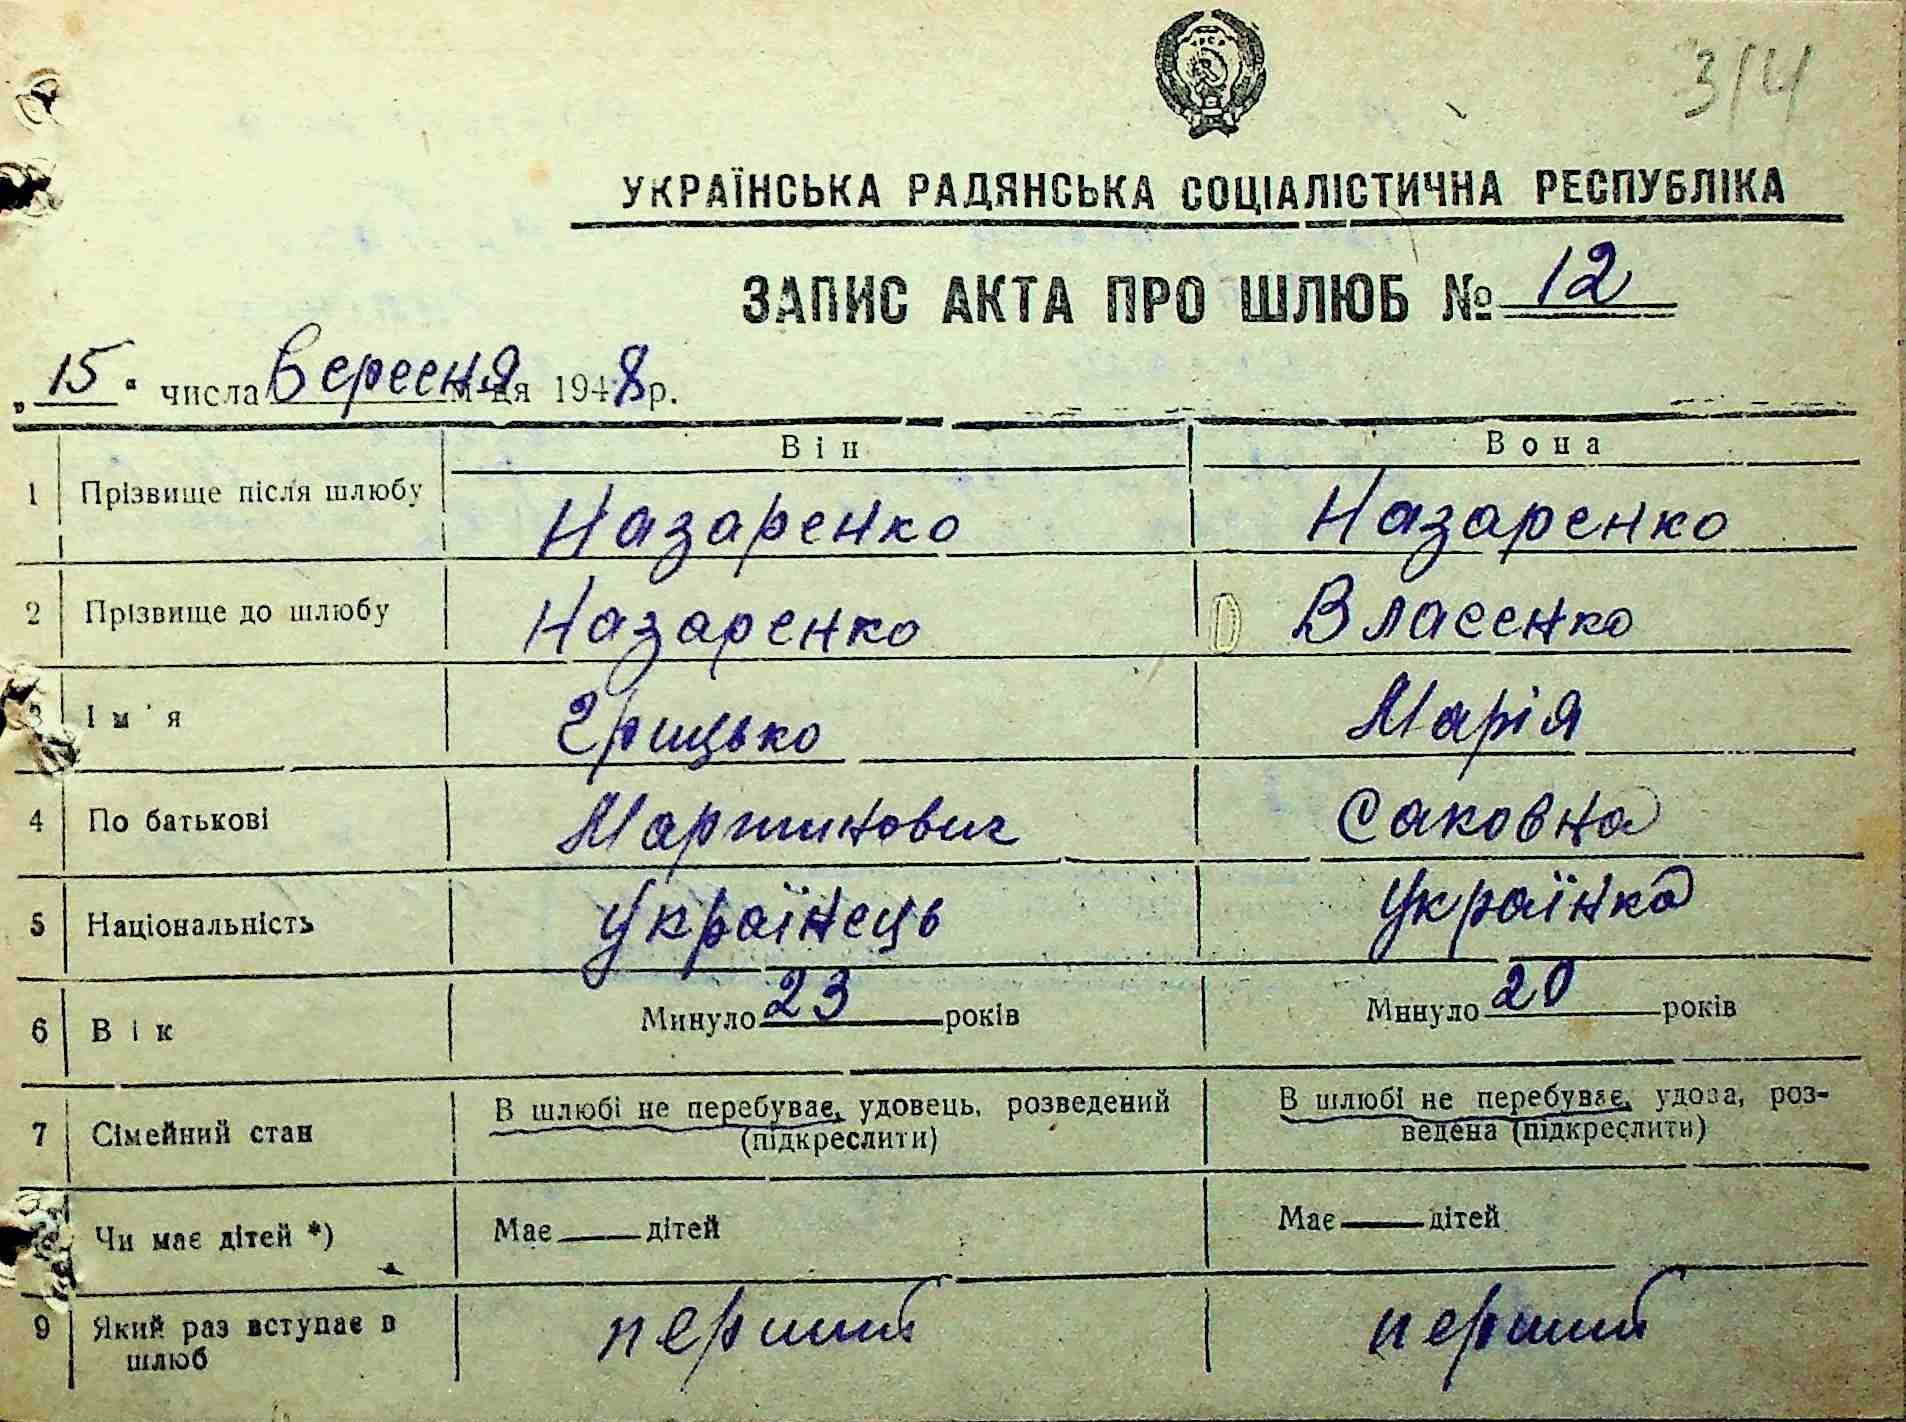 3/4
УКРАЇНСЬКА РАДЯНСЬКА СОЦІАЛІСТИЧНА РЕСПУБЛІКА
ЗАПИС АКТА ПРО ШЛЮБ № 12
„15“ числа вересня м-ця 1948 р.
Він Вона
1 Прізвище після шлюбу Назаренко Назаренко
2 Прізвище до шлюбу Назаренко Власенко
3 Ім'я Грицько Марія
4 По батькові Мартинович Саковна
5 Національність Українець Українка
6 Вік Минуло 23 років Минуло 20 років
7 Сімейний стан В шлюбі не перебуває, удовець, розведений (підкреслити) В шлюбі не перебуває, удова, роз-
ведена (підкреслити)
Чи має дітей *) Має дітей Має дітей
9 Який раз вступає в перший перший
шлюб